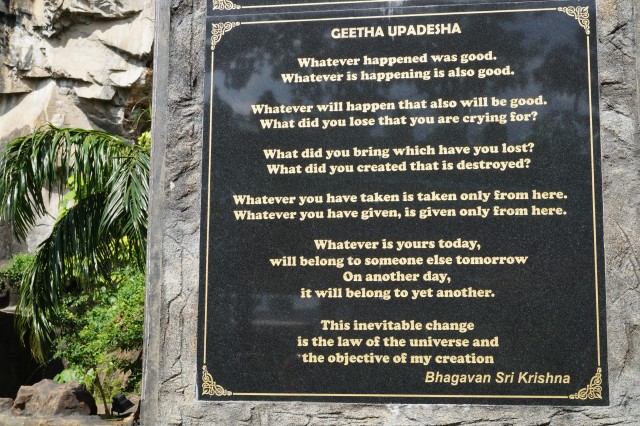 GEETHA UPADESHA
Whatever happened was good.
Whatever is happening is also good.
Whatever will happen that also will be good.
What did you lose that you are crying for?
What did you bring which have you lost?
What did you created that is destroyed?
Whatever you have taken is taken only from here.
Whatever you have given, is given only from here.
Whatever is yours today,
will belong to someone else tomorrow
On another day,
it will belong to yet another.
This inevitable change
is the law of the universe and
the objective of my creation
Bhagavan Sri Krishna